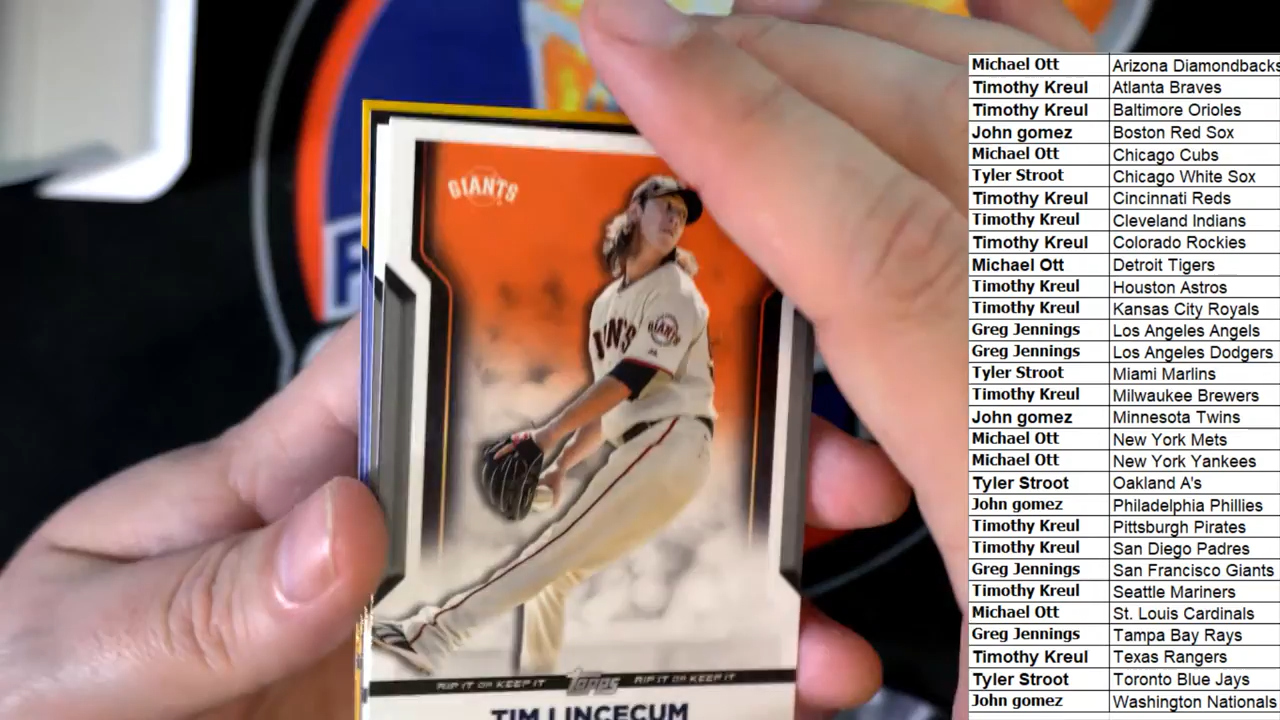 GIANTS
GIANTS
RIP IT OR KEEP IT topps RIP IT OR KEEP IT
TIM LINCECUM
Michael Ott Arizona Diamondbacks
Timothy Kreul Atlanta Braves
Timothy Kreul Baltimore Orioles
John gomez Boston Red Sox
Michael Ott Chicago Cubs
Tyler Stroot Chicago White Sox
Timothy Kreul Cincinnati Reds
Timothy Kreul Cleveland Indians
Timothy Kreul Colorado Rockies
Michael Ott Detroit Tigers
Timothy Kreul Houston Astros
Timothy Kreul Kansas City Royals
Greg Jennings Los Angeles Angels
Greg Jennings Los Angeles Dodgers
Tyler Stroot Miami Marlins
Timothy Kreul Milwaukee Brewers
John gomez Minnesota Twins
Michael Ott New York Mets
Michael Ott New York Yankees
Tyler Stroot Oakland A's
John gomez Philadelphia Phillies
Timothy Kreul Pittsburgh Pirates
Timothy Kreul San Diego Padres
Greg Jennings San Francisco Giants
Timothy Kreul Seattle Mariners
Michael Ott St. Louis Cardinals
Greg Jennings Tampa Bay Rays
Timothy Kreul Texas Rangers
Tyler Stroot Toronto Blue Jays
John gomez Washington Nationals